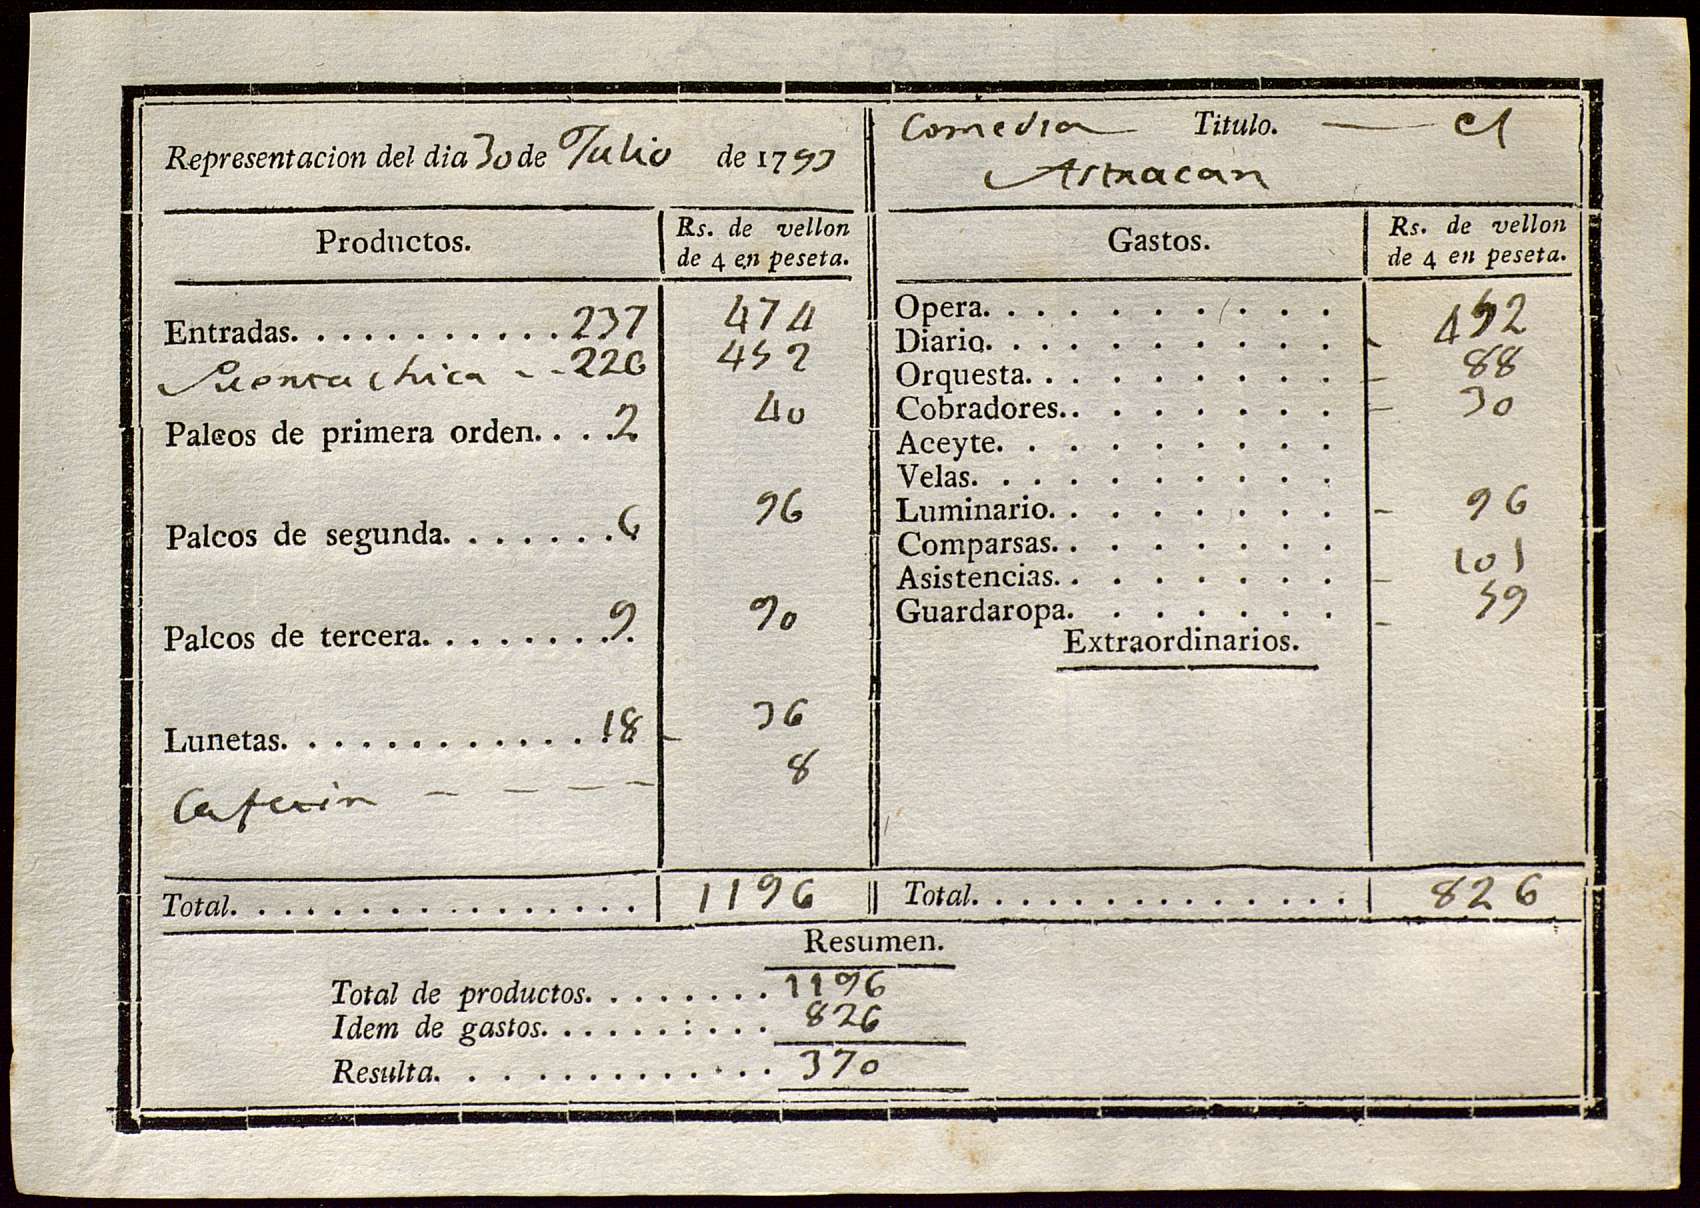 Representacion del dia 30 de Julio de 1793
Productos.
Rs. de vellon
de 4 en peseta.
Entradas. . . . . . . . . . . 237 474
Puerta chica - - 226 452
Palcos de primera orden. . . . . 2 40
Palcos de segunda. . . . . . . . 6 96
Palcos de tercera. . . . . . . . . 9 90
Lunetas. . . . . . . . . . . . . 18 - 36
- - - - 8
Total. . . . . . . . . . . . . . . . 1196
Comedia Titulo. — el
Astracan
Gastos.
Rs. de vellon
de 4 en peseta.
Opera. . . . . . . . . .
Diario. . . . . . . . . . - 452
Orquesta. . . . . . . . . - 88
Cobradores. . . . . . . . - 30
Aceyte. . . . . . . . .
Velas. . . . . . . . . .
Luminario. . . . . . . . - 96
Comparsas. . . . . . . .
Asistencias. . . . . . . . - 101
Guardaropa. . . . . . . - 59
Extraordinarios.
Total. . . . . . . . . . . . . . . 826
Resumen.
Total de productos. . . . . . . . 1196
Idem de gastos. . . . . . : . . . 826
Resulta. . . . . . . . . . . . 370